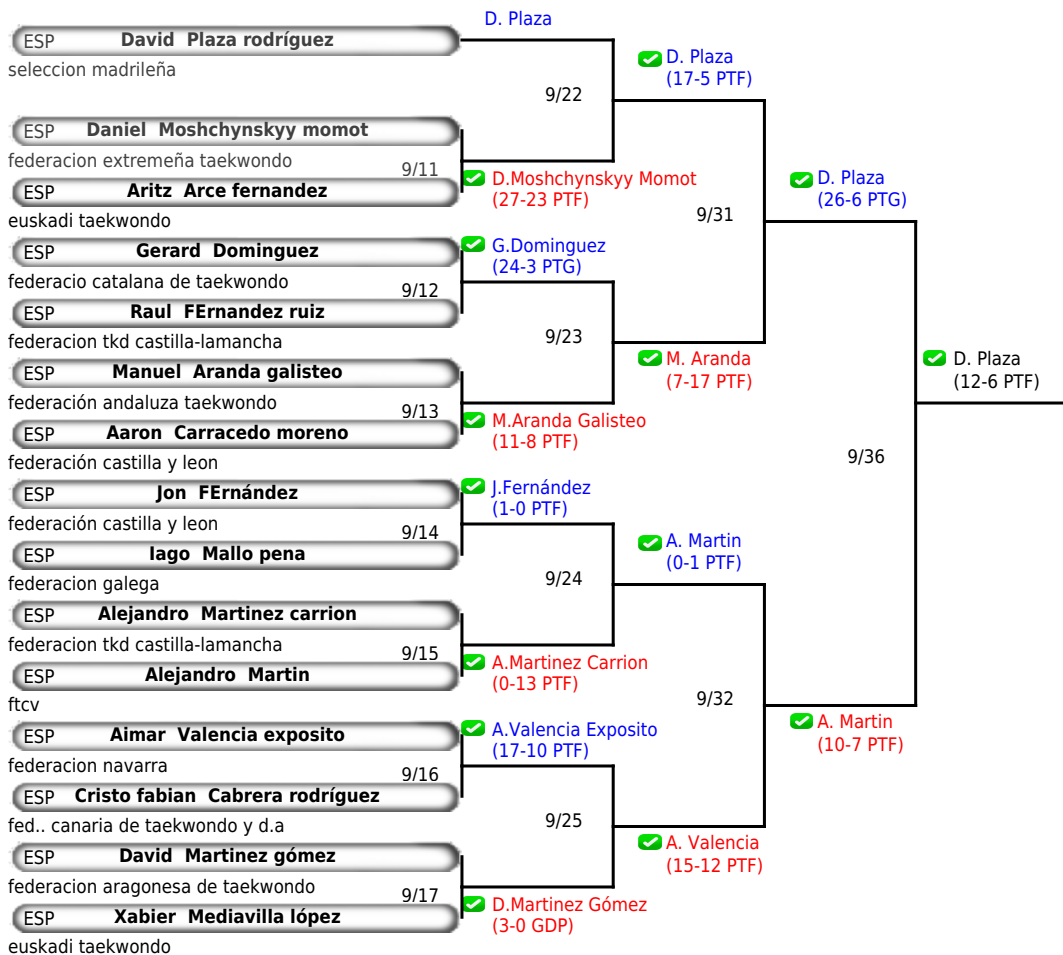 D. Plaza
ESP David Plaza rodríguez
seleccion madrileña
D. Plaza
(17-5 PTF)
9/22
ESP Daniel Moshchynskyy momot
federacion extremeña taekwondo
9/11
D.Moshchynskyy Momot
(27-23 PTF)
D. Plaza
(26-6 PTG)
ESP Aritz Arce fernandez
euskadi taekwondo
9/31
ESP Gerard Dominguez
G.Dominguez
(24-3 PTG)
federacio catalana de taekwondo
9/12
ESP Raul FErnandez ruiz
federacion tkd castilla-lamancha
9/23
M. Aranda
(7-17 PTF)
D. Plaza
(12-6 PTF)
ESP Manuel Aranda galisteo
federación andaluza taekwondo
9/13
M.Aranda Galisteo
(11-8 PTF)
ESP Aaron Carracedo moreno
federación castilla y leon
9/36
ESP Jon FErnández
J.Fernández
(1-0 PTF)
federación castilla y leon
9/14
A. Martin
(0-1 PTF)
ESP Iago Mallo pena
federacion galega
9/24
ESP Alejandro Martinez carrion
federacion tkd castilla-lamancha
9/15
A.Martinez Carrion
(0-13 PTF)
ESP Alejandro Martin
ftcv
9/32
A. Martin
(10-7 PTF)
ESP Aimar Valencia exposito
A.Valencia Exposito
(17-10 PTF)
federacion navarra
9/16
ESP Cristo fabian Cabrera rodríguez
fed.. canaria de taekwondo y d.a
9/25
A. Valencia
(15-12 PTF)
ESP David Martinez gómez
federacion aragonesa de taekwondo
9/17
D.Martinez Gómez
(3-0 GDP)
ESP Xabier Mediavilla lópez
euskadi taekwondo